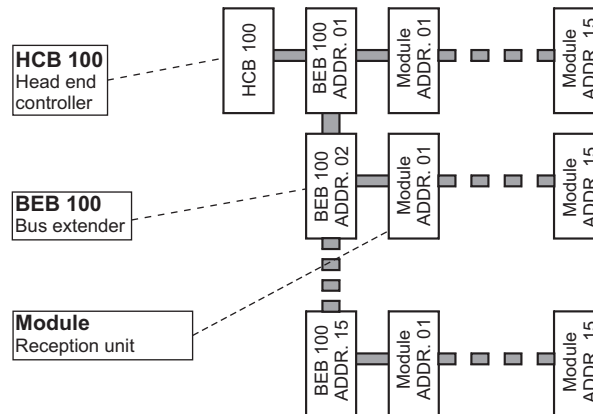 HCB 100
Head end
controller
HCB 100
BEB 100
ADDR. 01
Module
ADDR. 01
Module
ADDR. 15
BEB 100
Bus extender
BEB 100
ADDR. 02
Module
ADDR. 01
Module
ADDR. 15
Module
Reception unit
BEB 100
ADDR. 15
Module
ADDR. 01
Module
ADDR. 15